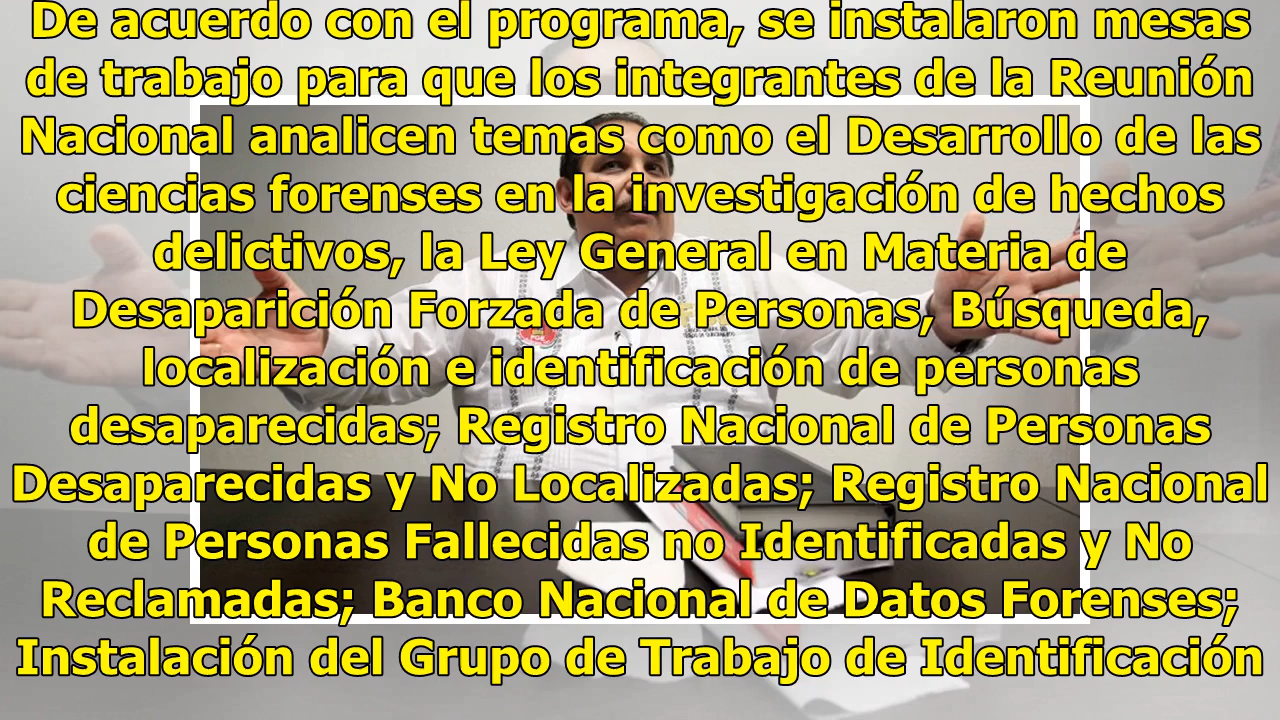 De acuerdo con el programa, se instalaron mesas
de trabajo para que los integrantes de la Reunión
Nacional analicen temas como el Desarrollo de las
ciencias forenses en la investigación de hechos
delictivos, la Ley General en Materia de
Desaparición Forzada de Personas, Búsqueda,
localización e identificación de personas
desaparecidas; Registro Nacional de Personas
Desaparecidas y No Localizadas; Registro Nacional
de Personas Fallecidas no Identificadas y No
Reclamadas; Banco Nacional de Datos Forenses;
Instalación del Grupo de Trabajo de Identificación